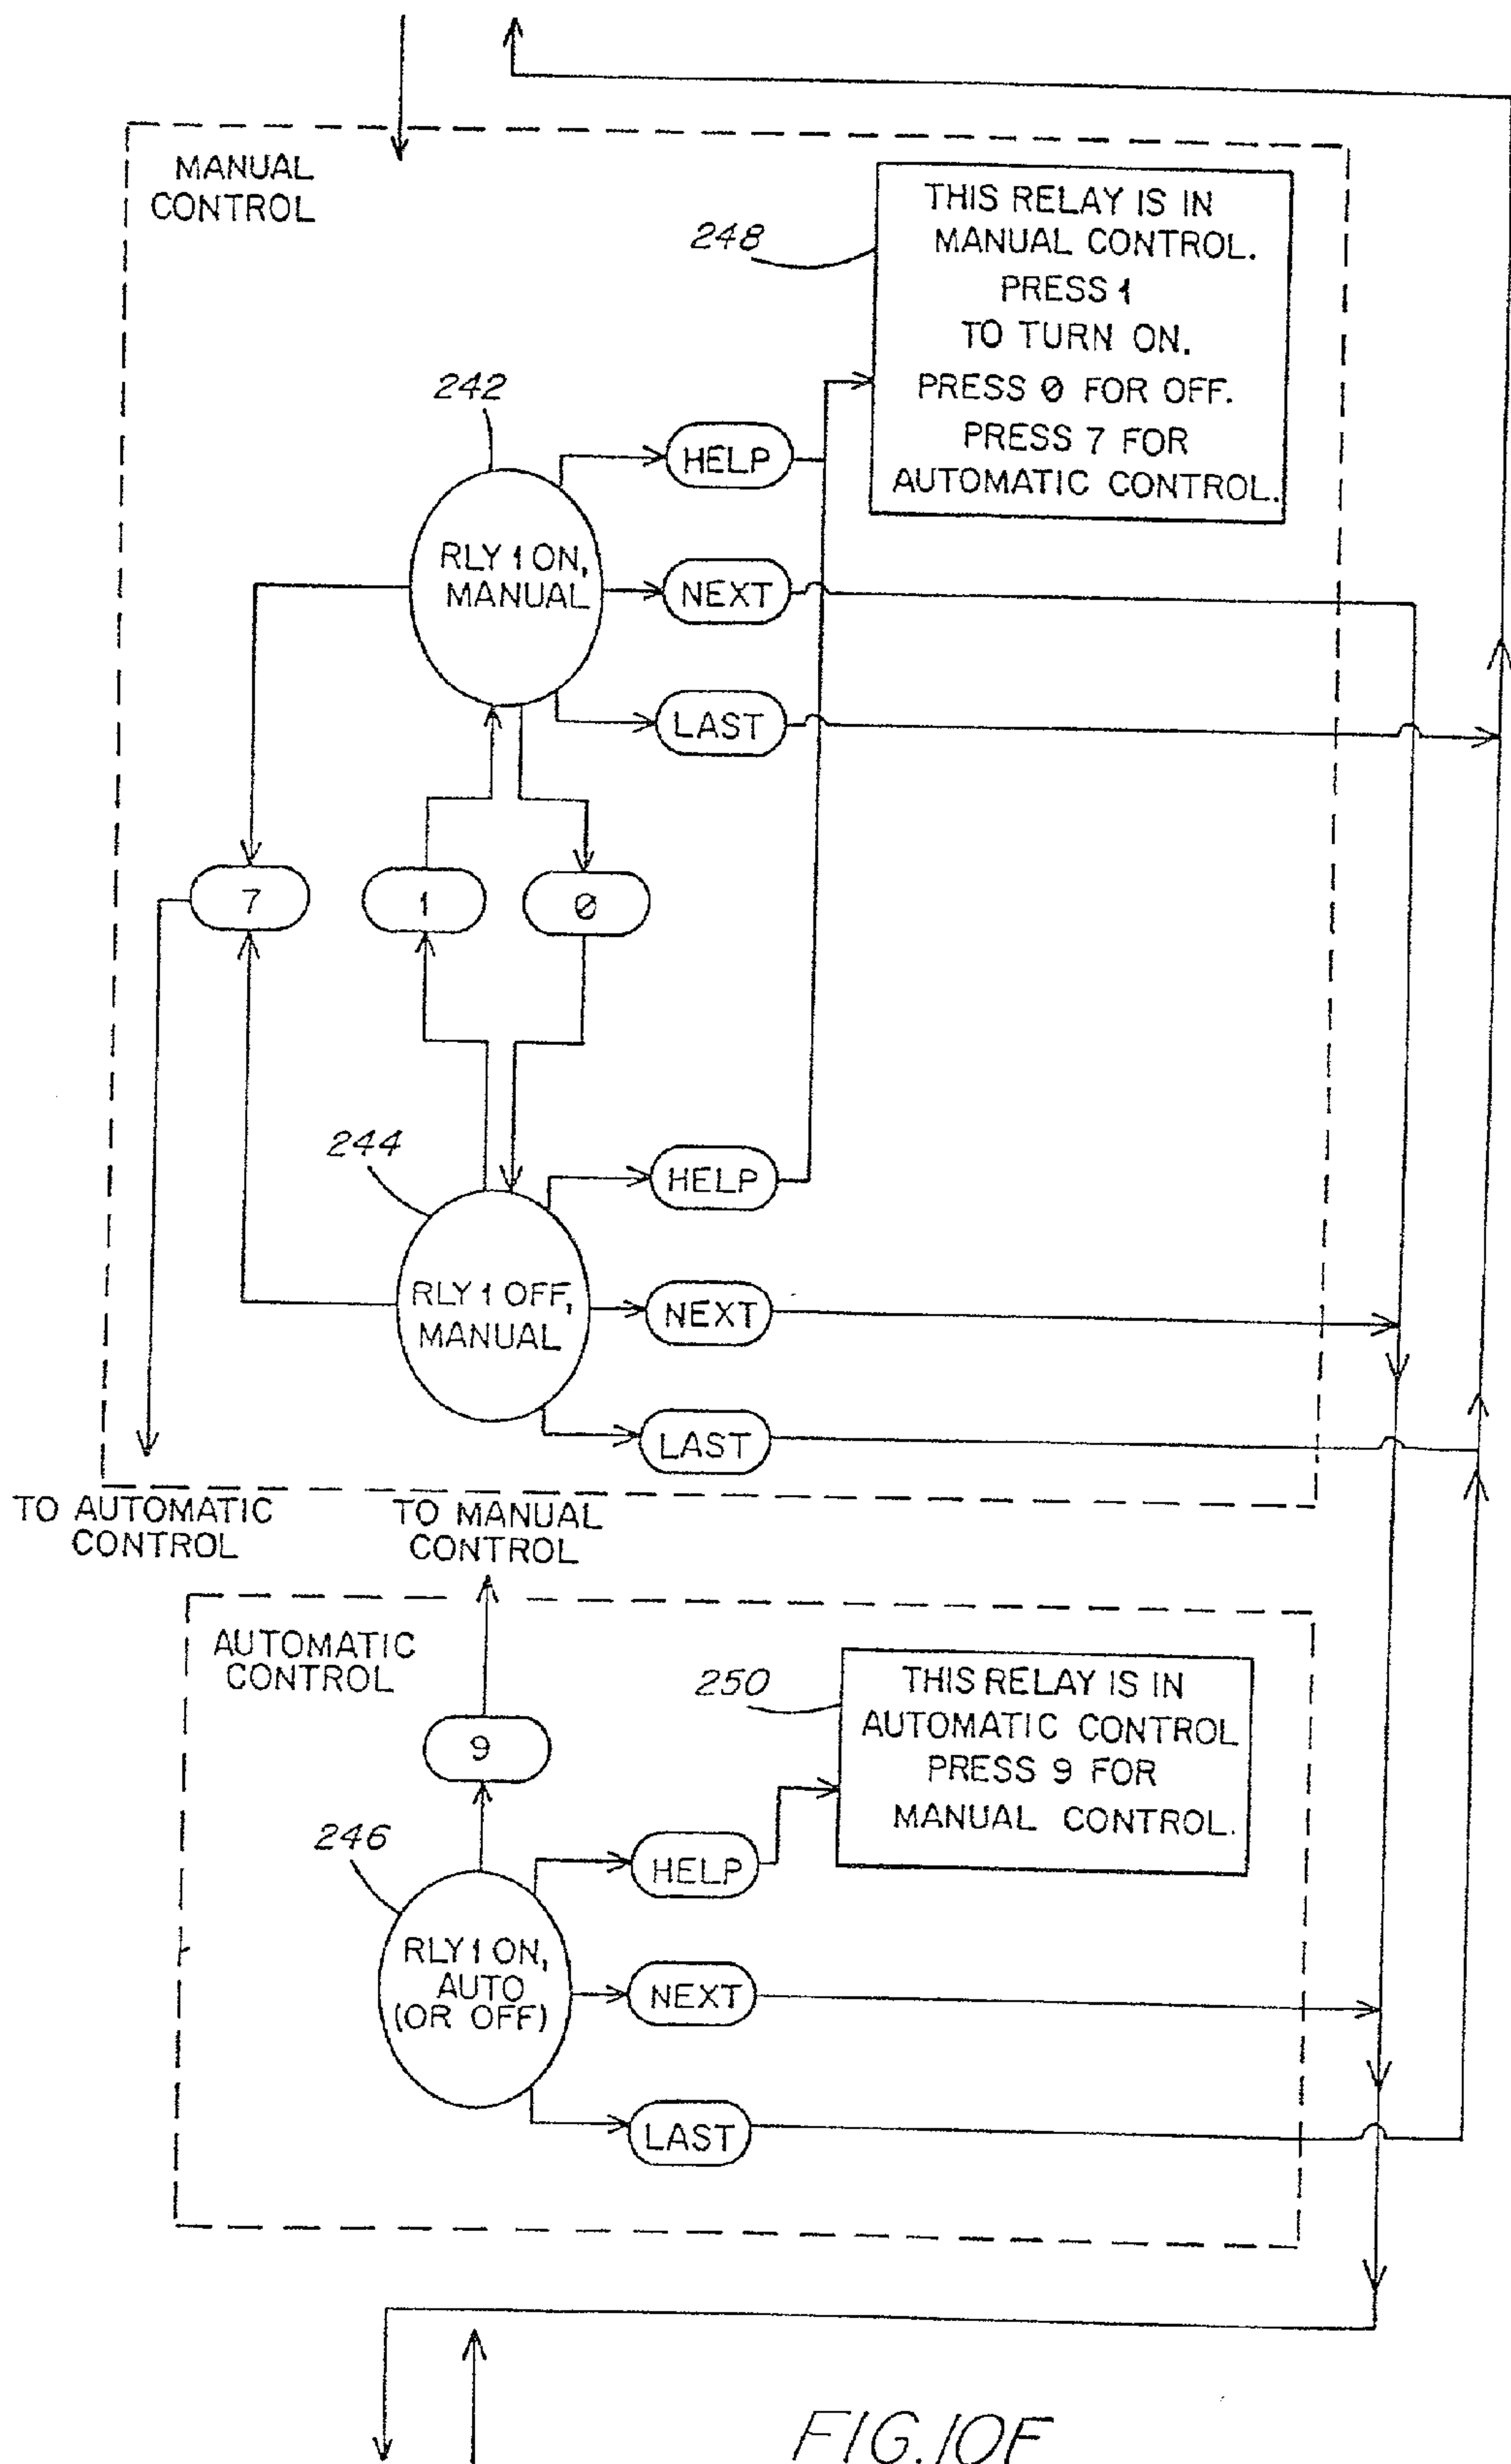 MANUAL
CONTROL
248
THIS RELAY IS IN
MANUAL CONTROL.
PRESS 1
TO TURN ON.
PRESS 0 FOR OFF.
PRESS 7 FOR
AUTOMATIC CONTROL.
242
RLY 1 ON,
MANUAL
HELP
NEXT
LAST
7
1
0
244
RLY 1 OFF,
MANUAL
HELP
NEXT
LAST
TO AUTOMATIC
CONTROL
TO MANUAL
CONTROL
AUTOMATIC
CONTROL
9
250
THIS RELAY IS IN
AUTOMATIC CONTROL
PRESS 9 FOR
MANUAL CONTROL.
246
RLY 1 ON,
AUTO
(OR OFF)
HELP
NEXT
LAST
FIG. 10F